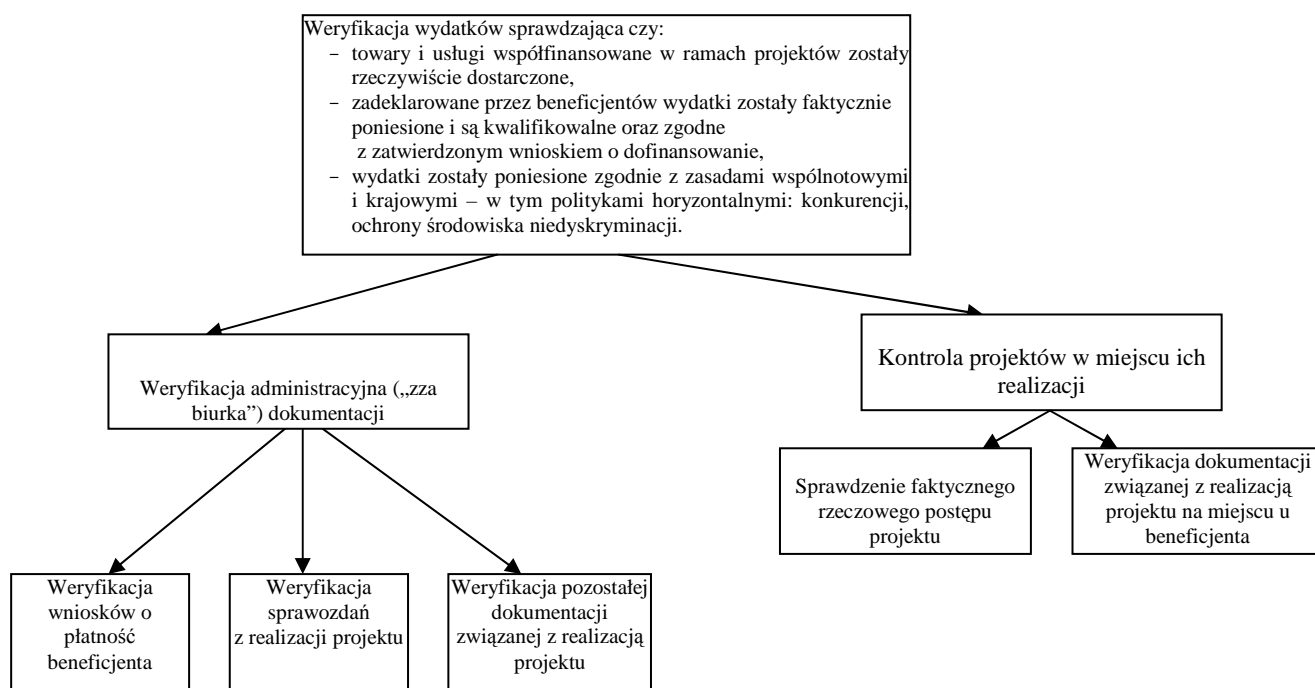 Weryfikacja wydatków sprawdzająca czy:
– towary i usługi współfinansowane w ramach projektów zostały
rzeczywiście dostarczone,
– zadeklarowane przez beneficjentów wydatki zostały faktycznie
poniesione i są kwalifikowalne oraz zgodne
z zatwierdzonym wnioskiem o dofinansowanie,
– wydatki zostały poniesione zgodnie z zasadami wspólnotowymi
i krajowymi – w tym politykami horyzontalnymi: konkurencji,
ochrony środowiska niedyskryminacji.
Weryfikacja administracyjna („zza
biurka”) dokumentacji
Kontrola projektów w miejscu ich
realizacji
Sprawdzenie faktycznego
rzeczowego postępu
projektu
Weryfikacja dokumentacji
związanej z realizacją
projektu na miejscu u
beneficjenta
Weryfikacja
wniosków o
płatność
beneficjenta
Weryfikacja
sprawozdań
z realizacji projektu
Weryfikacja pozostałej
dokumentacji
związanej z realizacją
projektu